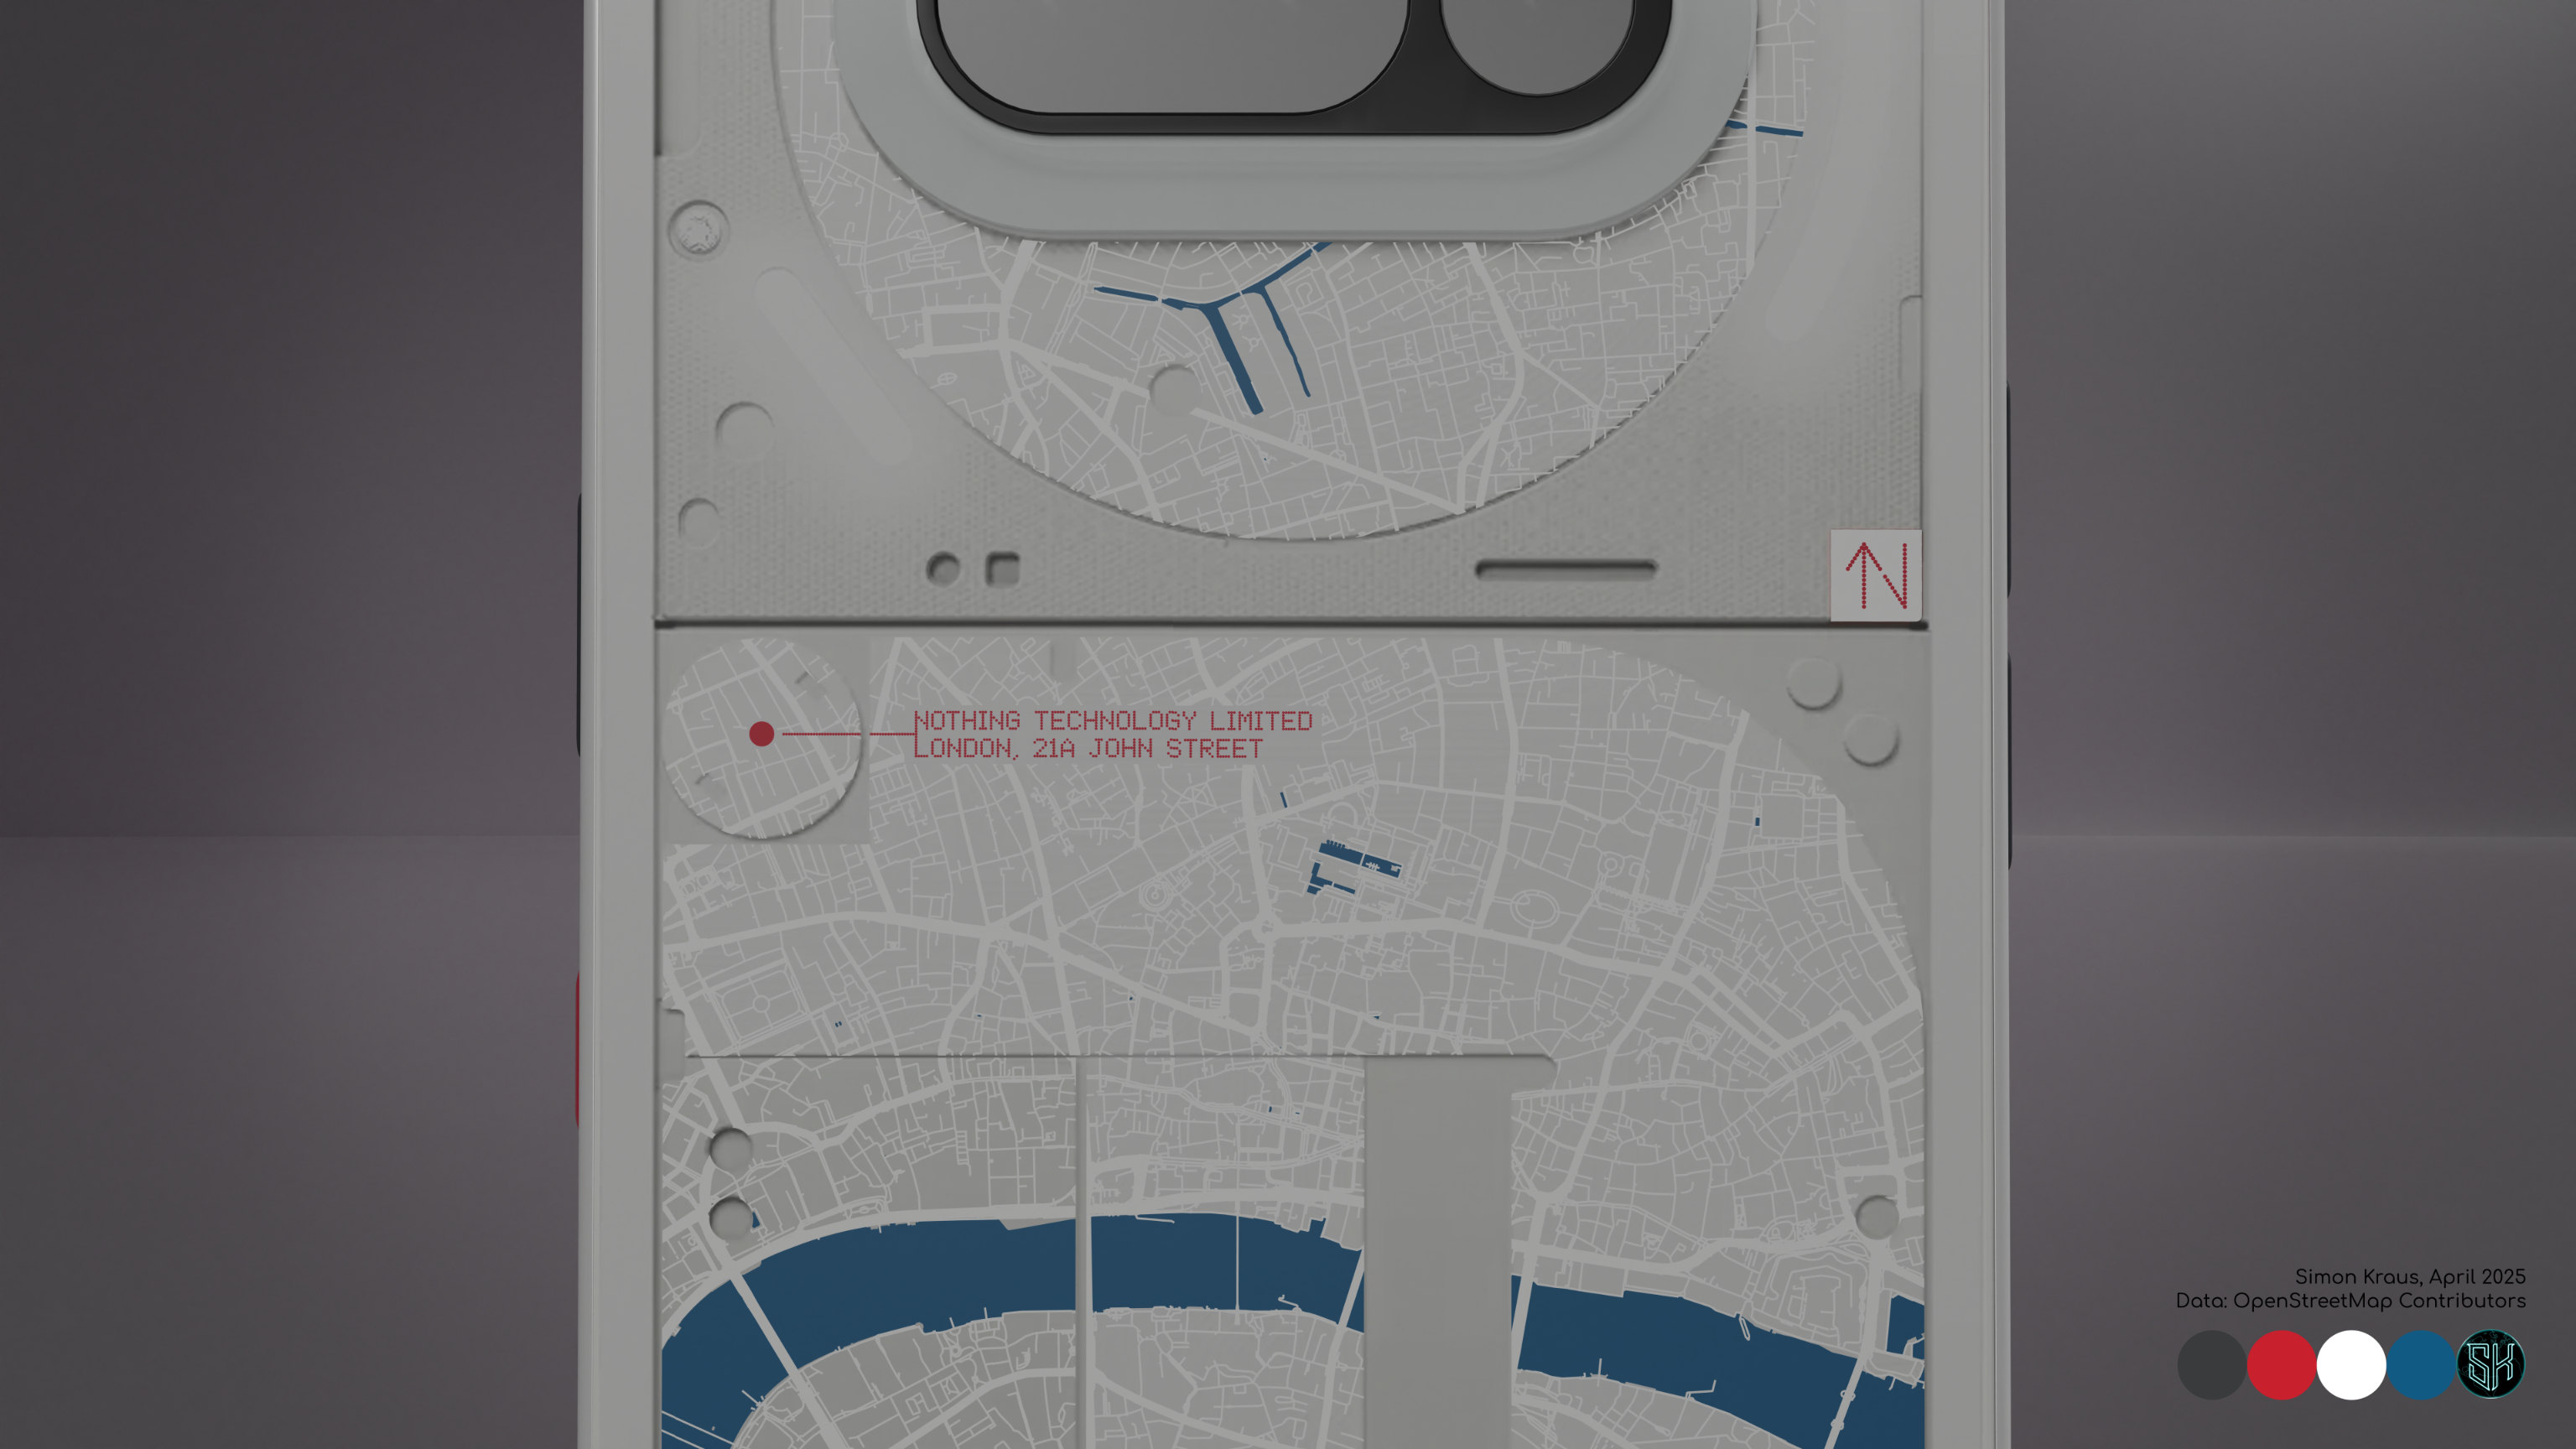 N
NOTHING TECHNOLOGY LIMITED
LONDON, 21A JOHN STREET
Simon Kraus, April 2025
Data: OpenStreetMap Contributors
SK